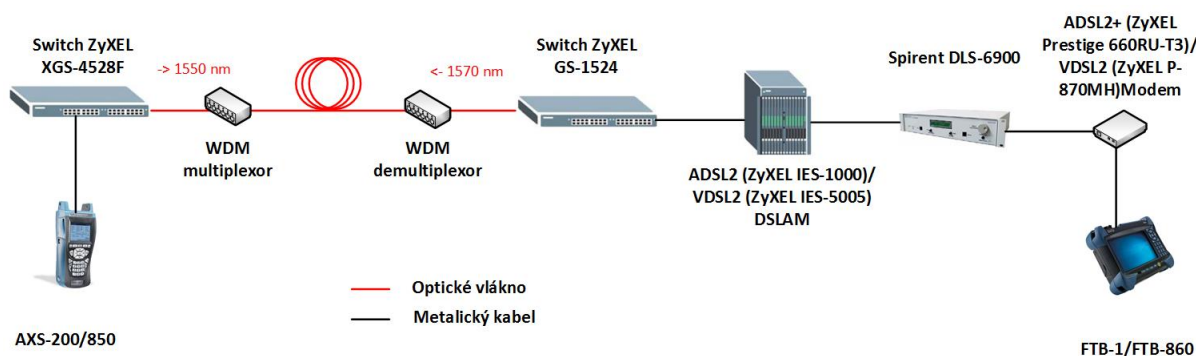 Switch ZyXEL
XGS-4528F
-> 1550 nm
WDM
multiplexor
<- 1570 nm
WDM
demultiplexor
Switch ZyXEL
GS-1524
ADSL2 (ZyXEL IES-1000)/
VDSL2 (ZyXEL IES-5005)
DSLAM
Spirent DLS-6900
ADSL2+ (ZyXEL
Prestige 660RU-T3)/
VDSL2 (ZyXEL P-
870MH)Modem
AXS-200/850
Optické vlákno
Metalický kabel
FTB-1/FTB-860